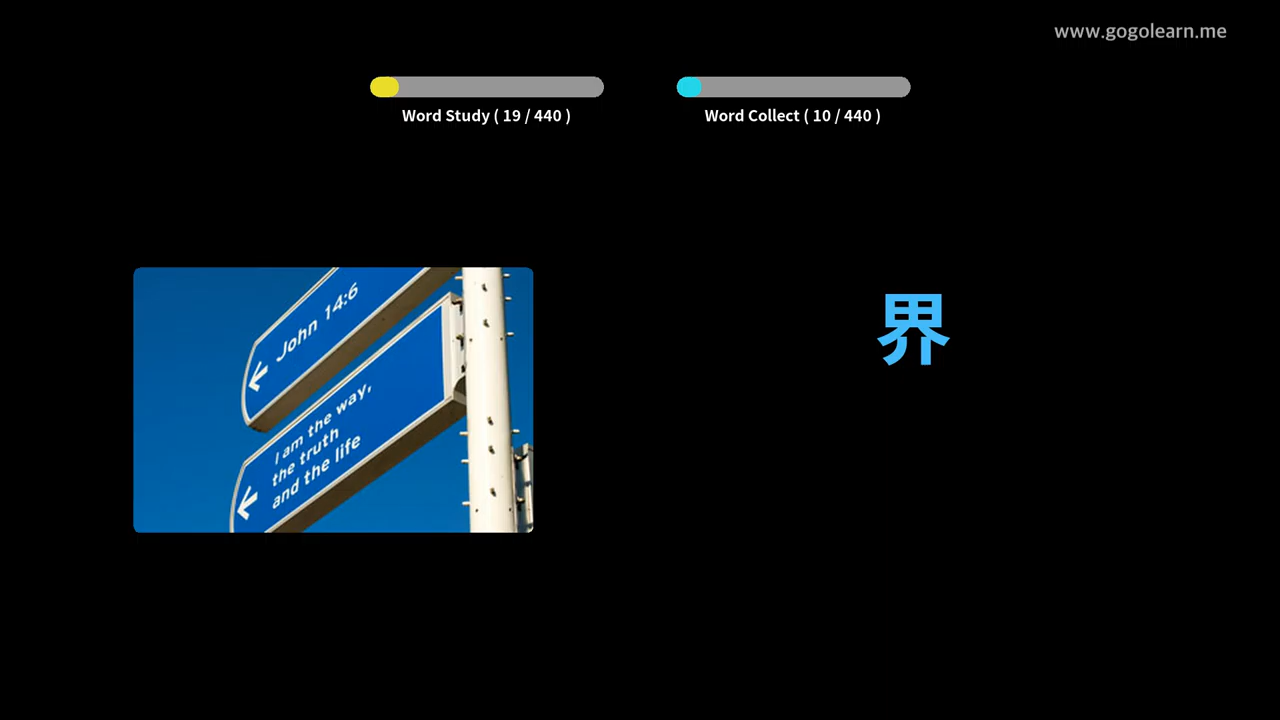 www.gogolearn.me
Word Study ( 19 / 440 )
Word Collect ( 10 / 440 )
John 14:6
I am the way,
the truth
and the life
界